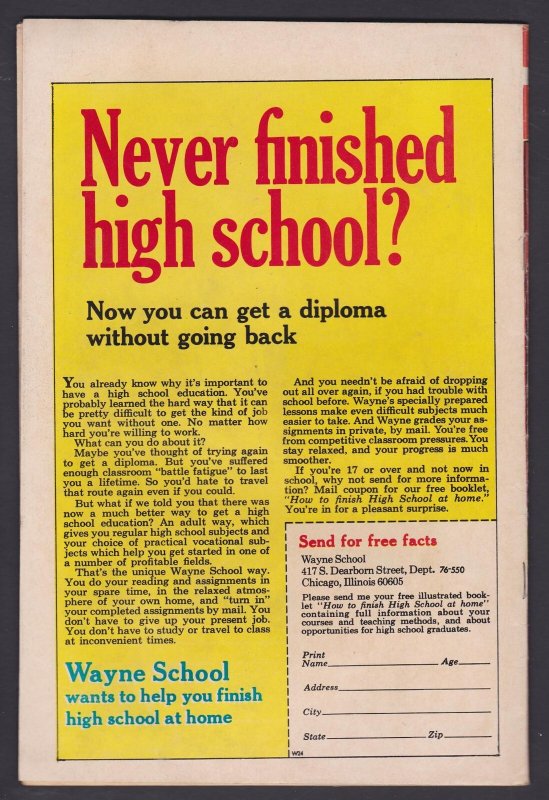 Never finished
high school?
Now you can get a diploma
without going back
You already know why it's important to
have a high school education. You've
probably learned the hard way that it can
be pretty difficult to get the kind of job
you want without one. No matter how
hard you're willing to work.
What can you do about it?
Maybe you've thought of trying again
to get a diploma. But you've suffered
enough classroom "battle fatigue" to last
you a lifetime. So you'd hate to travel
that route again even if you could.
But what if we told you that there was
now a much better way to get a high
school education? An adult way, which
gives you regular high school subjects and
your choice of practical vocational sub-
jects which help you get started in one of
a number of profitable fields.
That's the unique Wayne School way.
You do your reading and assignments in
your spare time, in the relaxed atmos-
phere of your own home, and "turn in"
your completed assignments by mail. You
don't have to give up your present job.
You don't have to study or travel to class
at inconvenient times.
Wayne School
wants to help you finish
high school at home
And you needn't be afraid of dropping
out all over again, if you had trouble with
school before. Wayne's specially prepared
lessons make even difficult subjects much
easier to take. And Wayne grades your as-
signments in private, by mail. You're free
from competitive classroom pressures. You
stay relaxed, and your progress is much
smoother.
If you're 17 or over and not now in
school, why not send for more informa-
tion? Mail coupon for our free booklet,
"How to finish High School at home."
You're in for a pleasant surprise.
Send for free facts
Wayne School
417 S. Dearborn Street, Dept. 76-550
Chicago, Illinois 60605
Please send me your free illustrated book-
let "How to finish High School at home"
containing full information about your
courses and teaching methods, and about
opportunities for high school graduates.
Print
Name Age
Address
City
State Zip
W24